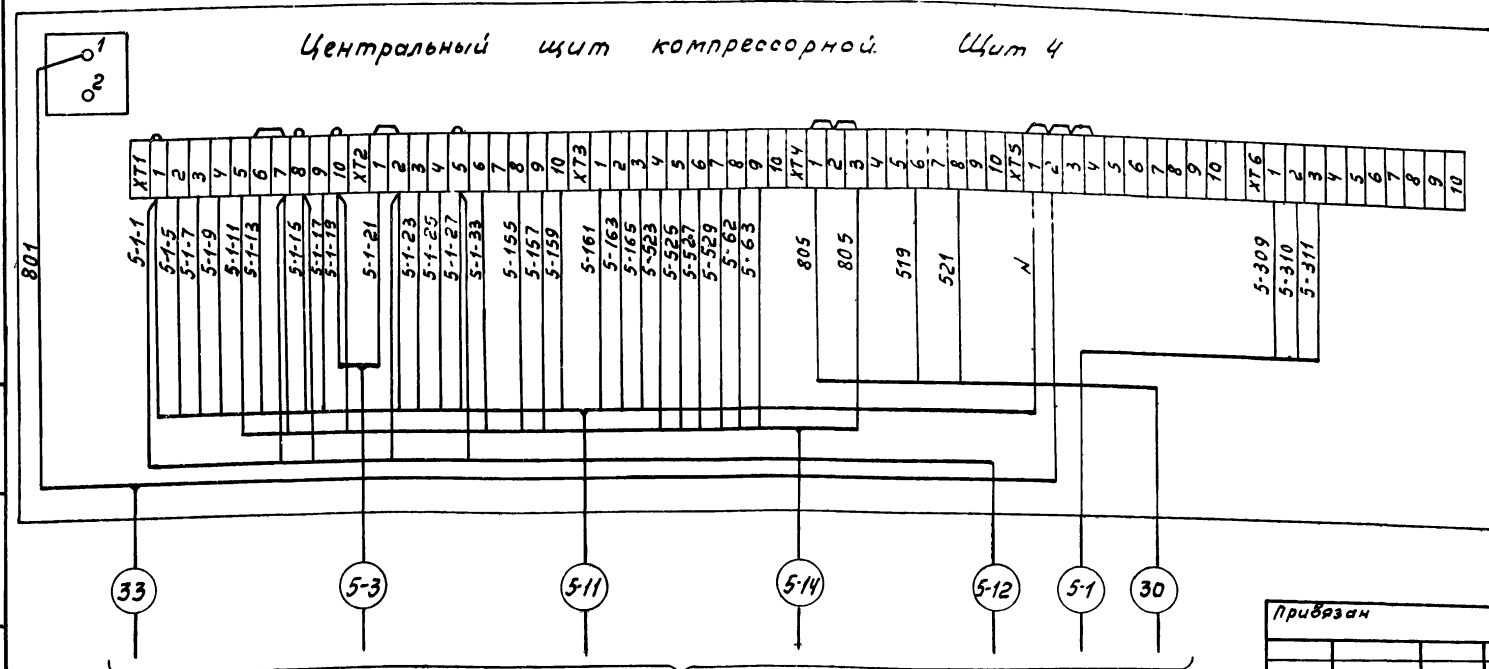 Центральный щит компрессорной. Щит 4
1
2
XT1 1 2 3 4 5 6 7 8 9 10 XT2 1 2 3 4 5 6 7 8 9 10 XT3 1 2 3 4 5 6 7 8 9 10 XT4 1 2 3 4 5 6 7 8 9 10 XT5 1 2 3 4 5 6 7 8 9 10 XT6 1 2 3 4 5 6 7 8 9 10
801 5-1-1 5-1-5 5-1-7 5-1-9 5-1-11 5-1-13 5-1-15 5-1-17 5-1-19 5-1-21 5-1-23 5-1-25 5-1-27 5-1-33 5-155 5-157 5-159 5-161 5-163 5-165 5-523 5-525 5-527 5-529 5-62 5-63 805 805 519 521 N 5-309 5-310 5-311
33 5-3 5-11 5-14 5-12 5-1 30
Привязан